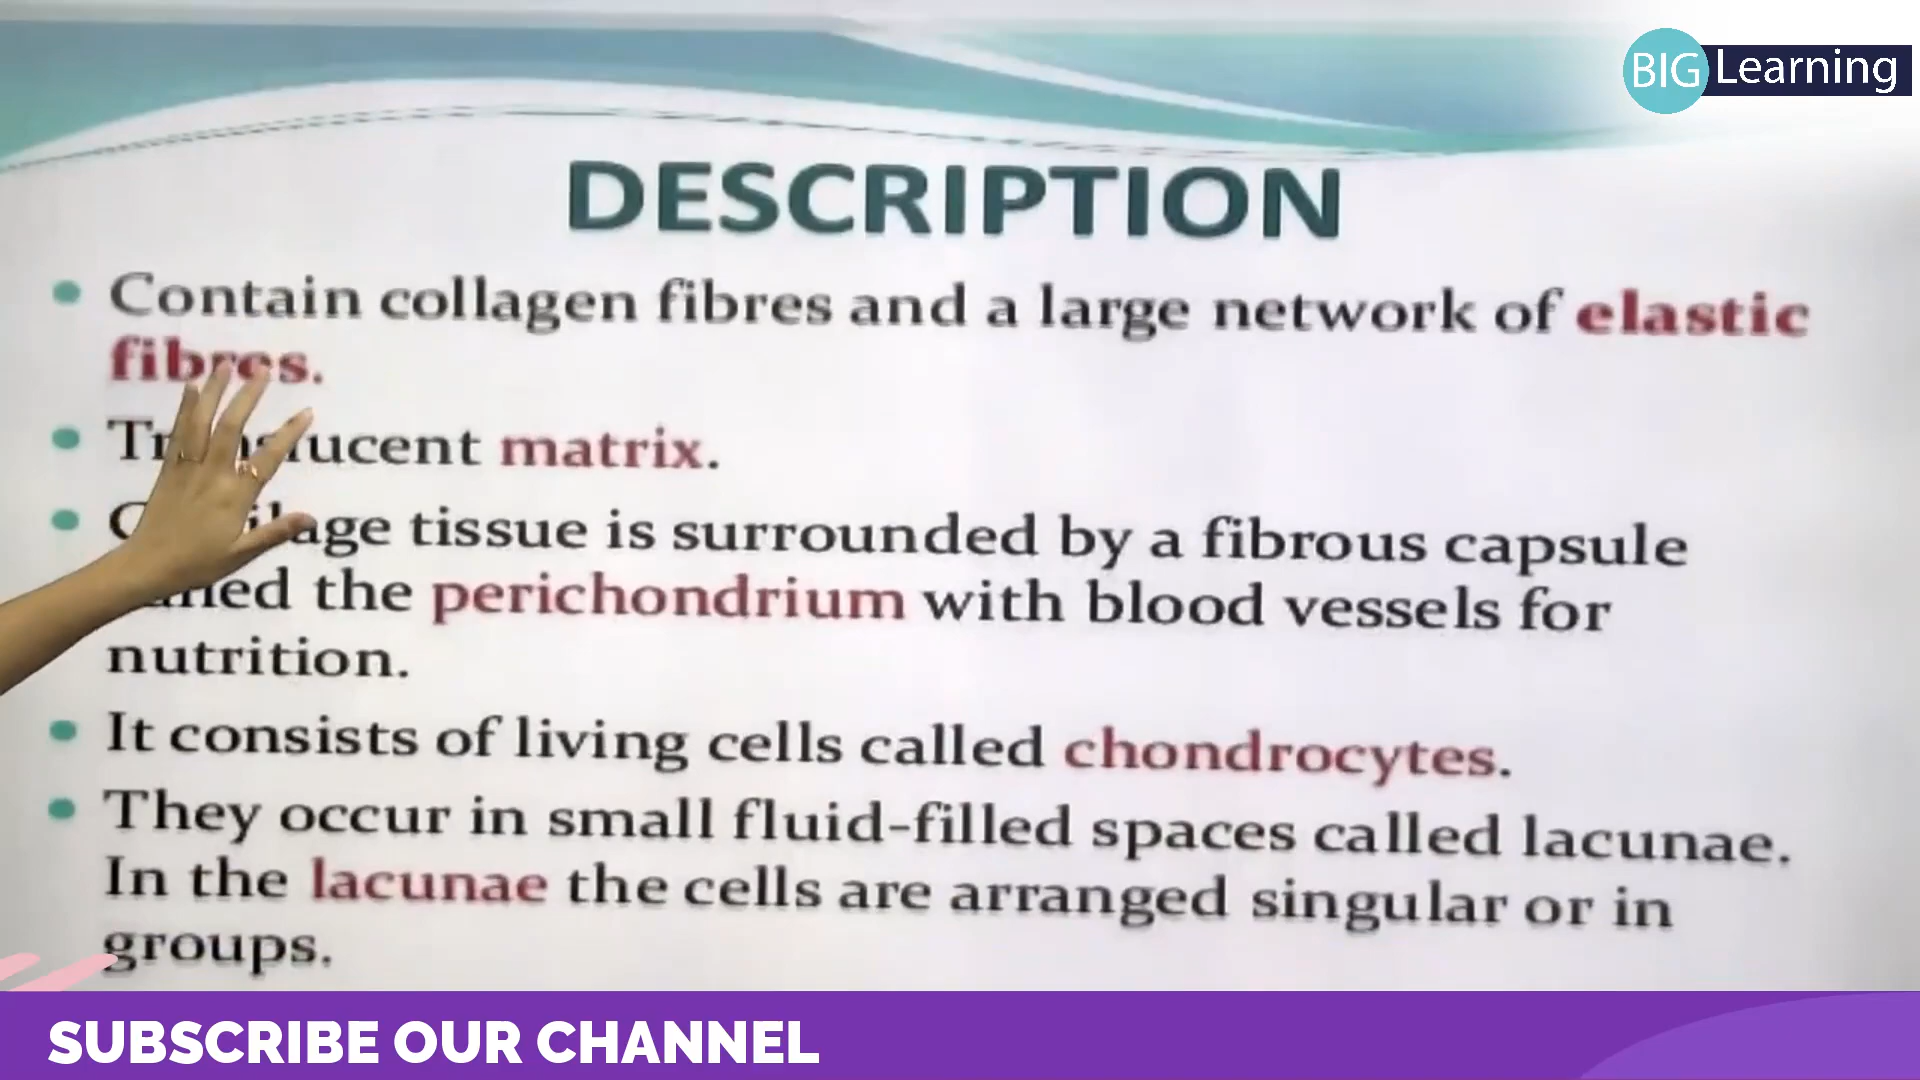 BIG Learning
DESCRIPTION
• Contain collagen fibres and a large network of elastic
fibres.
• Translucent matrix.
• Cartilage tissue is surrounded by a fibrous capsule
the perichondrium with blood vessels for
nutrition.
• It consists of living cells called chondrocytes.
• They occur in small fluid-filled spaces called lacunae.
In the lacunae the cells are arranged singular or in
groups.
SUBSCRIBE OUR CHANNEL